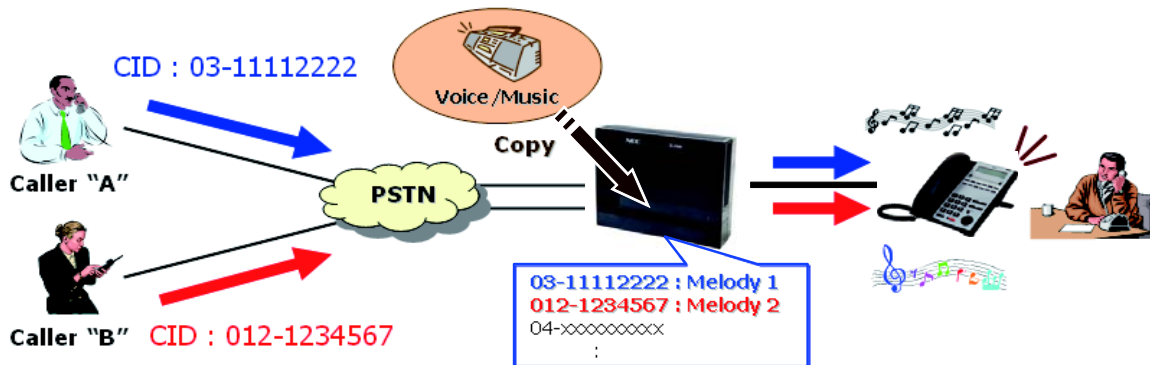 CID : 03-11112222
Voice/Music
Copy
NEC
Caller "A"
PSTN
Caller "B"
CID : 012-1234567
03-11112222 : Melody 1
012-1234567 : Melody 2
04-xxxxxxxxxx
: